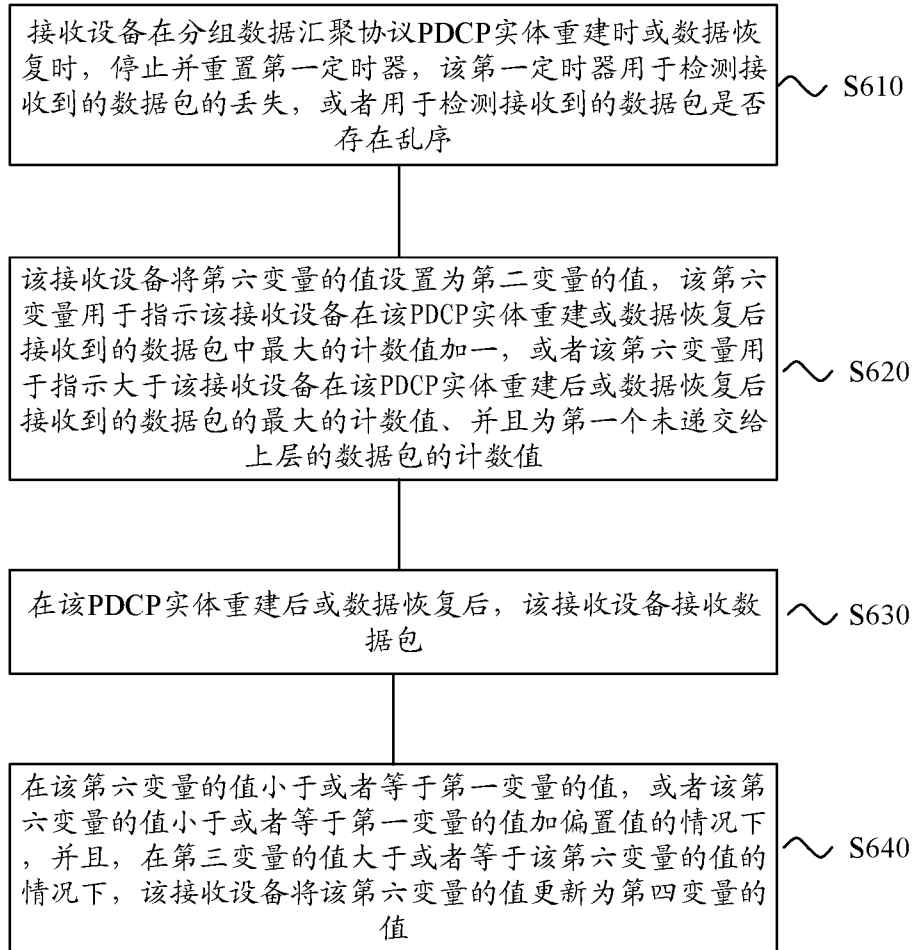 接收设备在分组数据汇聚协议PDCP实体重建时或数据恢
复时，停止并重置第一定时器，该第一定时器用于检测接
收到的数据包的丢失，或者用于检测接收到的数据包是否
存在乱序
S610
该接收设备将第六变量的值设置为第二变量的值，该第六
变量用于指示该接收设备在该PDCP实体重建或数据恢复后
接收到的数据包中最大的计数值加一，或者该第六变量用
于指示大于该接收设备在该PDCP实体重建后或数据恢复后
接收到的数据包的最大的计数值、并且为第一个未递交给
上层的数据包的计数值
S620
在该PDCP实体重建后或数据恢复后，该接收设备接收数
据包
S630
在该第六变量的值小于或者等于第一变量的值，或者该第
六变量的值小于或者等于第一变量的值加偏置值的情况下
，并且，在第三变量的值大于或者等于该第六变量的值的
情况下，该接收设备将该第六变量的值更新为第四变量的
值
S640